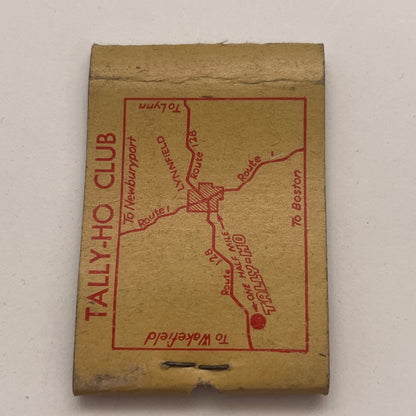 TALLY-HO CLUB
To Lynn
To Newburyport
LYNNFIELD
Route 128
Route 1
Route 1
To Boston
Route 128
ONE HALF MILE
TALLY-HO
To Wakefield